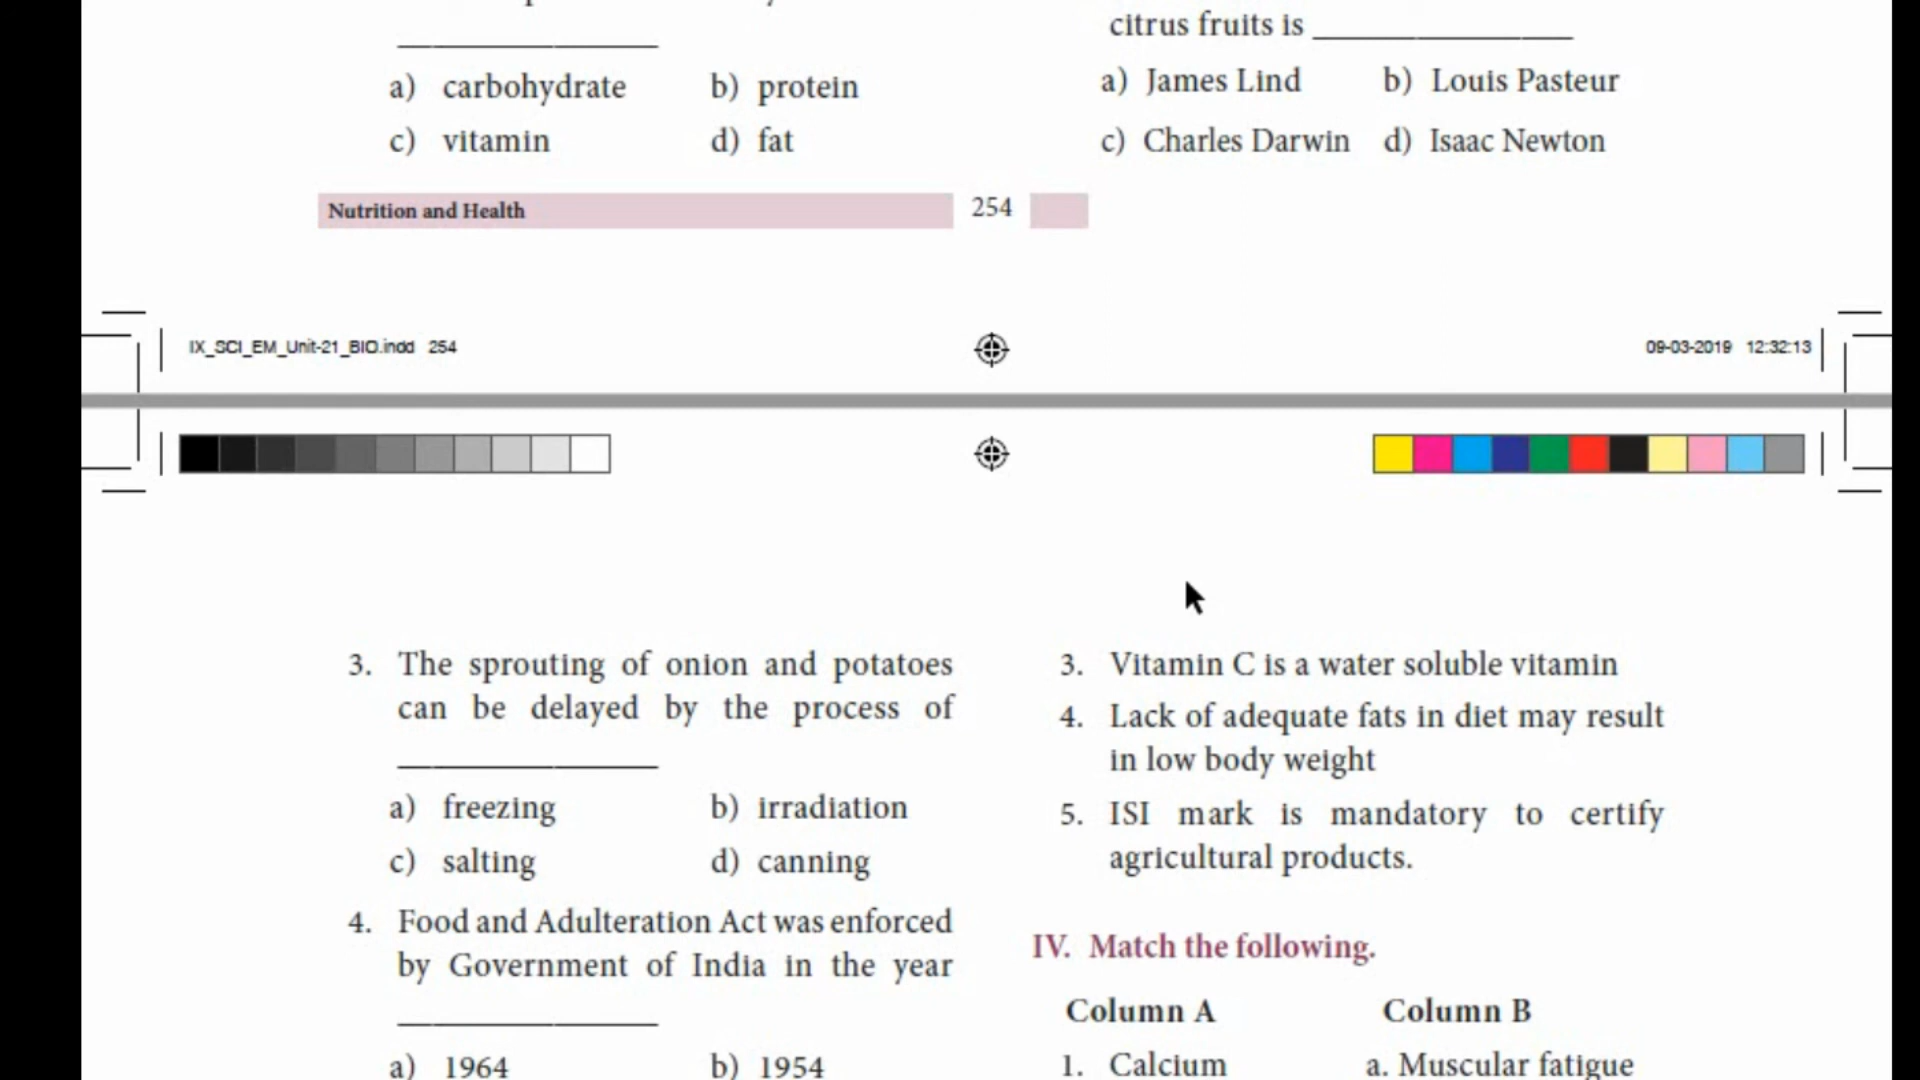 a) carbohydrate b) protein
c) vitamin d) fat
citrus fruits is
a) James Lind b) Louis Pasteur
c) Charles Darwin d) Isaac Newton
Nutrition and Health 254
IX_SCI_EM_Unit-21_BIO.indd 254
09-03-2019 12:32:13
3. The sprouting of onion and potatoes
can be delayed by the process of
a) freezing b) irradiation
c) salting d) canning
4. Food and Adulteration Act was enforced
by Government of India in the year
a) 1964 b) 1954
3. Vitamin C is a water soluble vitamin
4. Lack of adequate fats in diet may result
in low body weight
5. ISI mark is mandatory to certify
agricultural products.
IV. Match the following.
Column A Column B
1. Calcium a. Muscular fatigue